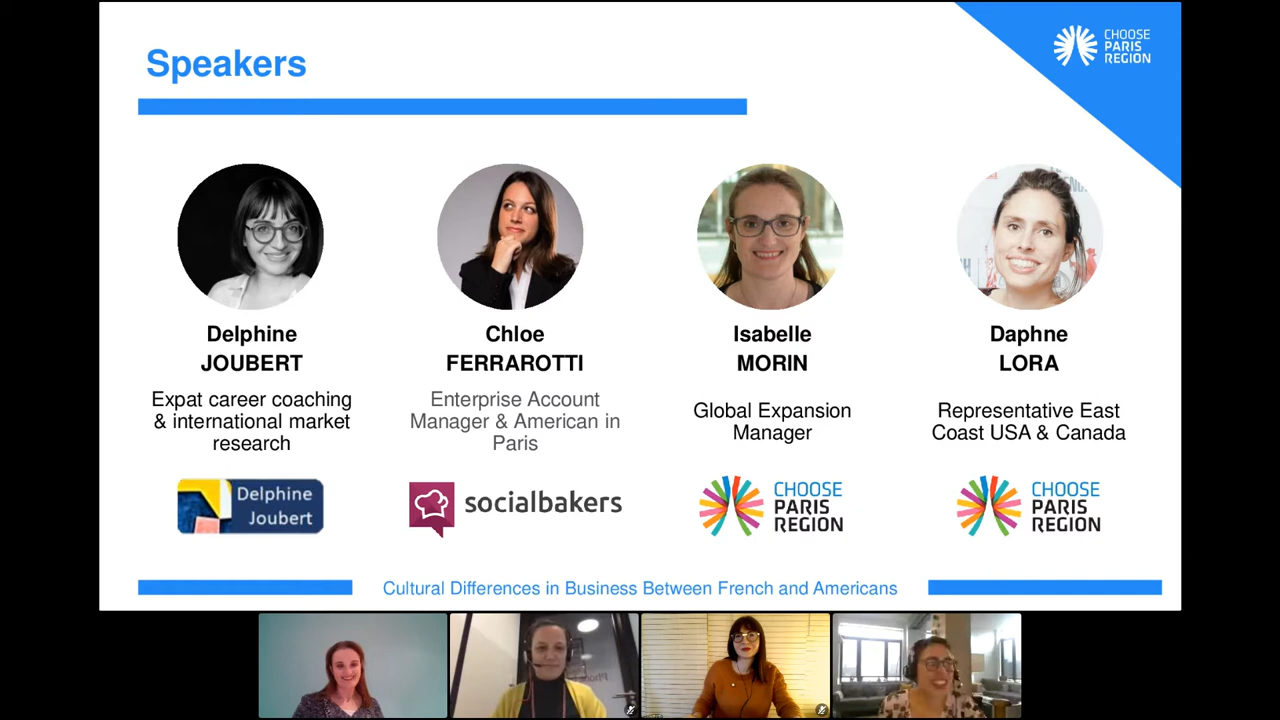 Speakers
CHOOSE
PARIS
REGION
Delphine
JOUBERT
Expat career coaching
& international market
research
Delphine
Joubert
Chloe
FERRAROTTI
Enterprise Account
Manager & American in
Paris
socialbakers
Isabelle
MORIN
Global Expansion
Manager
CHOOSE
PARIS
REGION
Daphne
LORA
Representative East
Coast USA & Canada
CHOOSE
PARIS
REGION
Cultural Differences in Business Between French and Americans